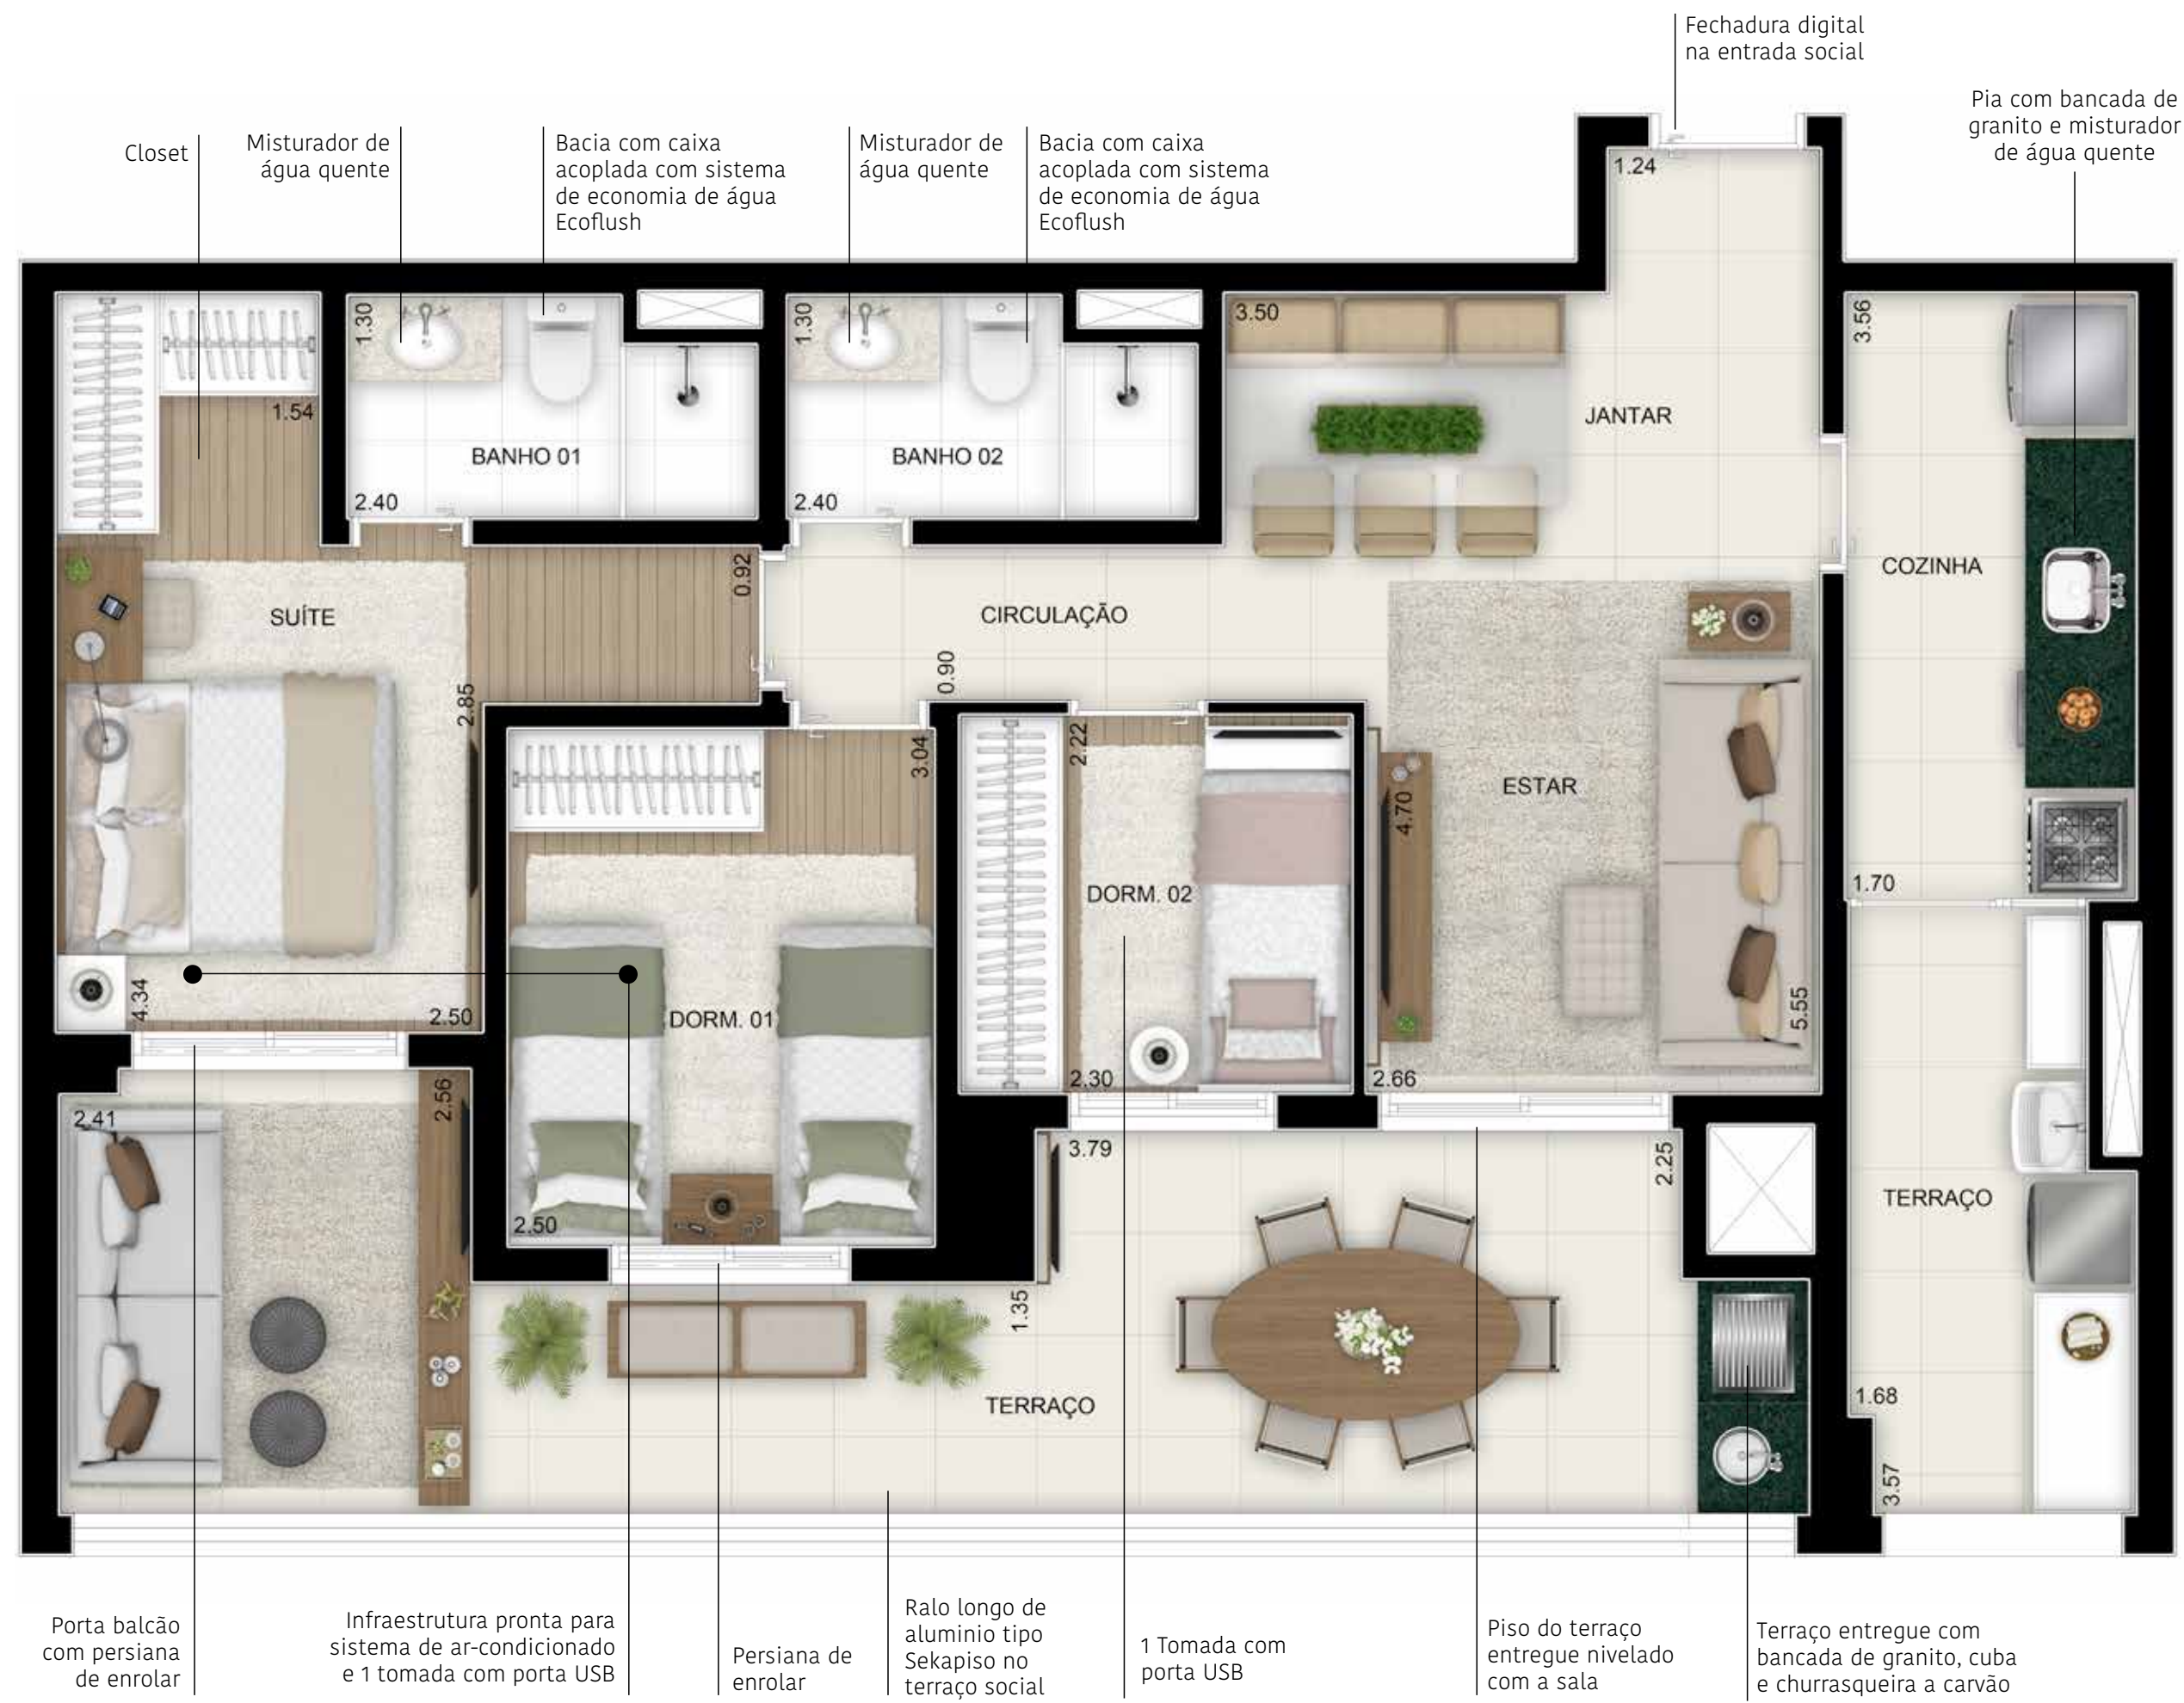 Fechadura digital
na entrada social
Pia com bancada de
granito e misturador
de água quente
Closet
Misturador de
água quente
Bacia com caixa
acoplada com sistema
de economia de água
Ecoflush
Misturador de
água quente
Bacia com caixa
acoplada com sistema
de economia de água
Ecoflush
1.24
1.30
1.30
3.50
3.56
1.54
JANTAR
BANHO 01
BANHO 02
2.40
2.40
0.92
COZINHA
SUÍTE
CIRCULAÇÃO
0.90
2.85
3.04
2.22
4.70
ESTAR
1.70
DORM. 02
4.34
2.50
DORM. 01
5.55
2.30
2.66
2.41
2.56
3.79
2.25
TERRAÇO
2.50
1.35
1.68
TERRAÇO
3.57
Porta balcão
com persiana
de enrolar
Infraestrutura pronta para
sistema de ar-condicionado
e 1 tomada com porta USB
Persiana de
enrolar
Ralo longo de
aluminio tipo
Sekapiso no
terraço social
1 Tomada com
porta USB
Piso do terraço
entregue nivelado
com a sala
Terraço entregue com
bancada de granito, cuba
e churrasqueira a carvão